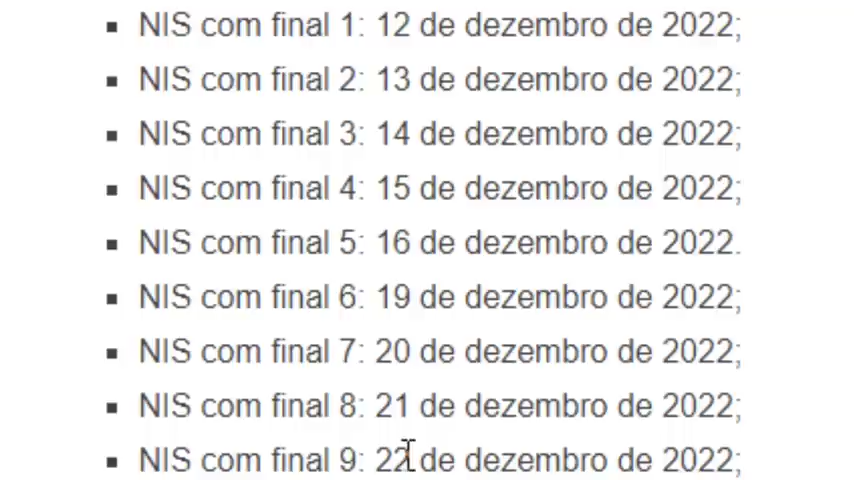 ▪ NIS com final 1: 12 de dezembro de 2022;
▪ NIS com final 2: 13 de dezembro de 2022;
▪ NIS com final 3: 14 de dezembro de 2022;
▪ NIS com final 4: 15 de dezembro de 2022;
▪ NIS com final 5: 16 de dezembro de 2022.
▪ NIS com final 6: 19 de dezembro de 2022;
▪ NIS com final 7: 20 de dezembro de 2022;
▪ NIS com final 8: 21 de dezembro de 2022;
▪ NIS com final 9: 22 de dezembro de 2022;